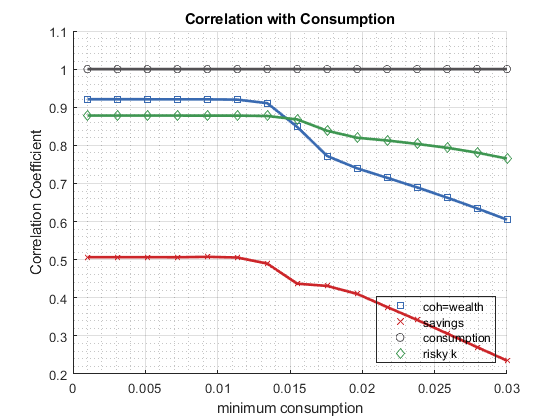 Correlation with Consumption
1.1
1
0.9
0.8
0.7
0.6
0.5
0.4
0.3
0.2
Correlation Coefficient
coh=wealth
savings
consumption
risky k
0
0.005
0.01
0.015
0.02
0.025
0.03
minimum consumption